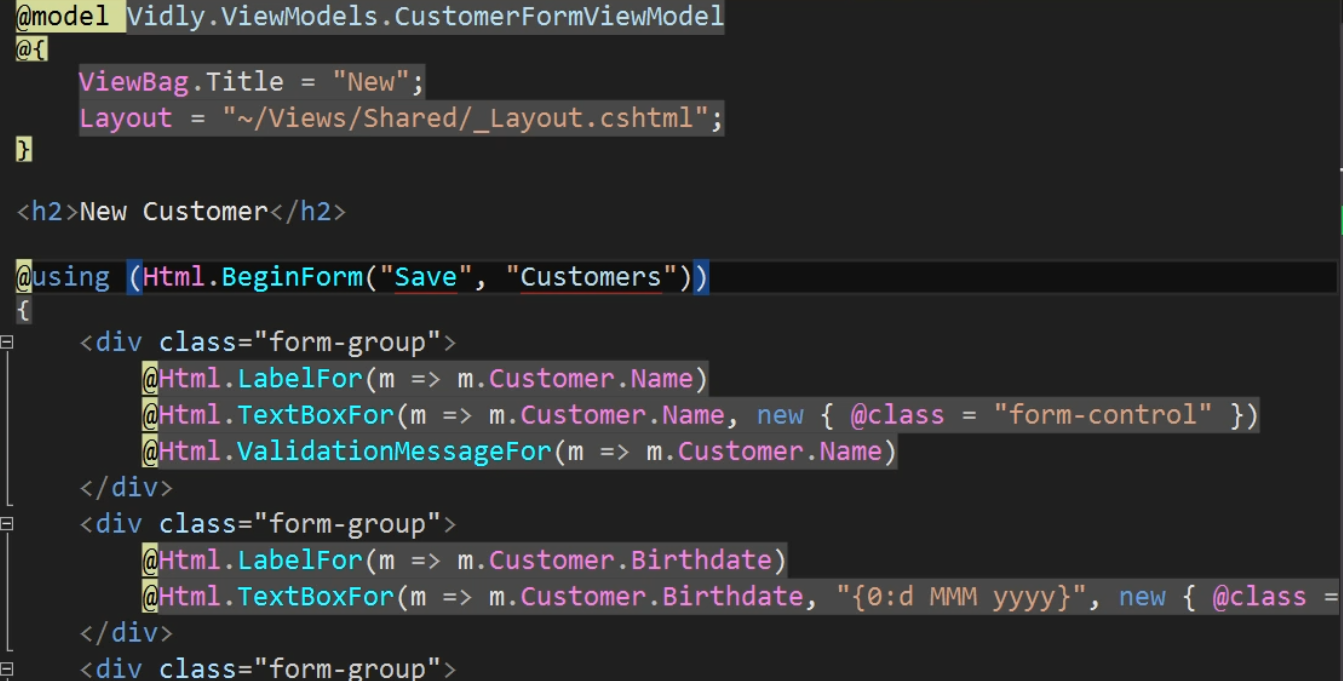 @model Vidly.ViewModels.CustomerFormViewModel
@{
    ViewBag.Title = "New";
    Layout = "~/Views/Shared/_Layout.cshtml";
}

<h2>New Customer</h2>

@using (Html.BeginForm("Save", "Customers"))
{
    <div class="form-group">
        @Html.LabelFor(m => m.Customer.Name)
        @Html.TextBoxFor(m => m.Customer.Name, new { @class = "form-control" })
        @Html.ValidationMessageFor(m => m.Customer.Name)
    </div>
    <div class="form-group">
        @Html.LabelFor(m => m.Customer.Birthdate)
        @Html.TextBoxFor(m => m.Customer.Birthdate, "{0:d MMM yyyy}", new { @class =
    </div>
    <div class="form-group">